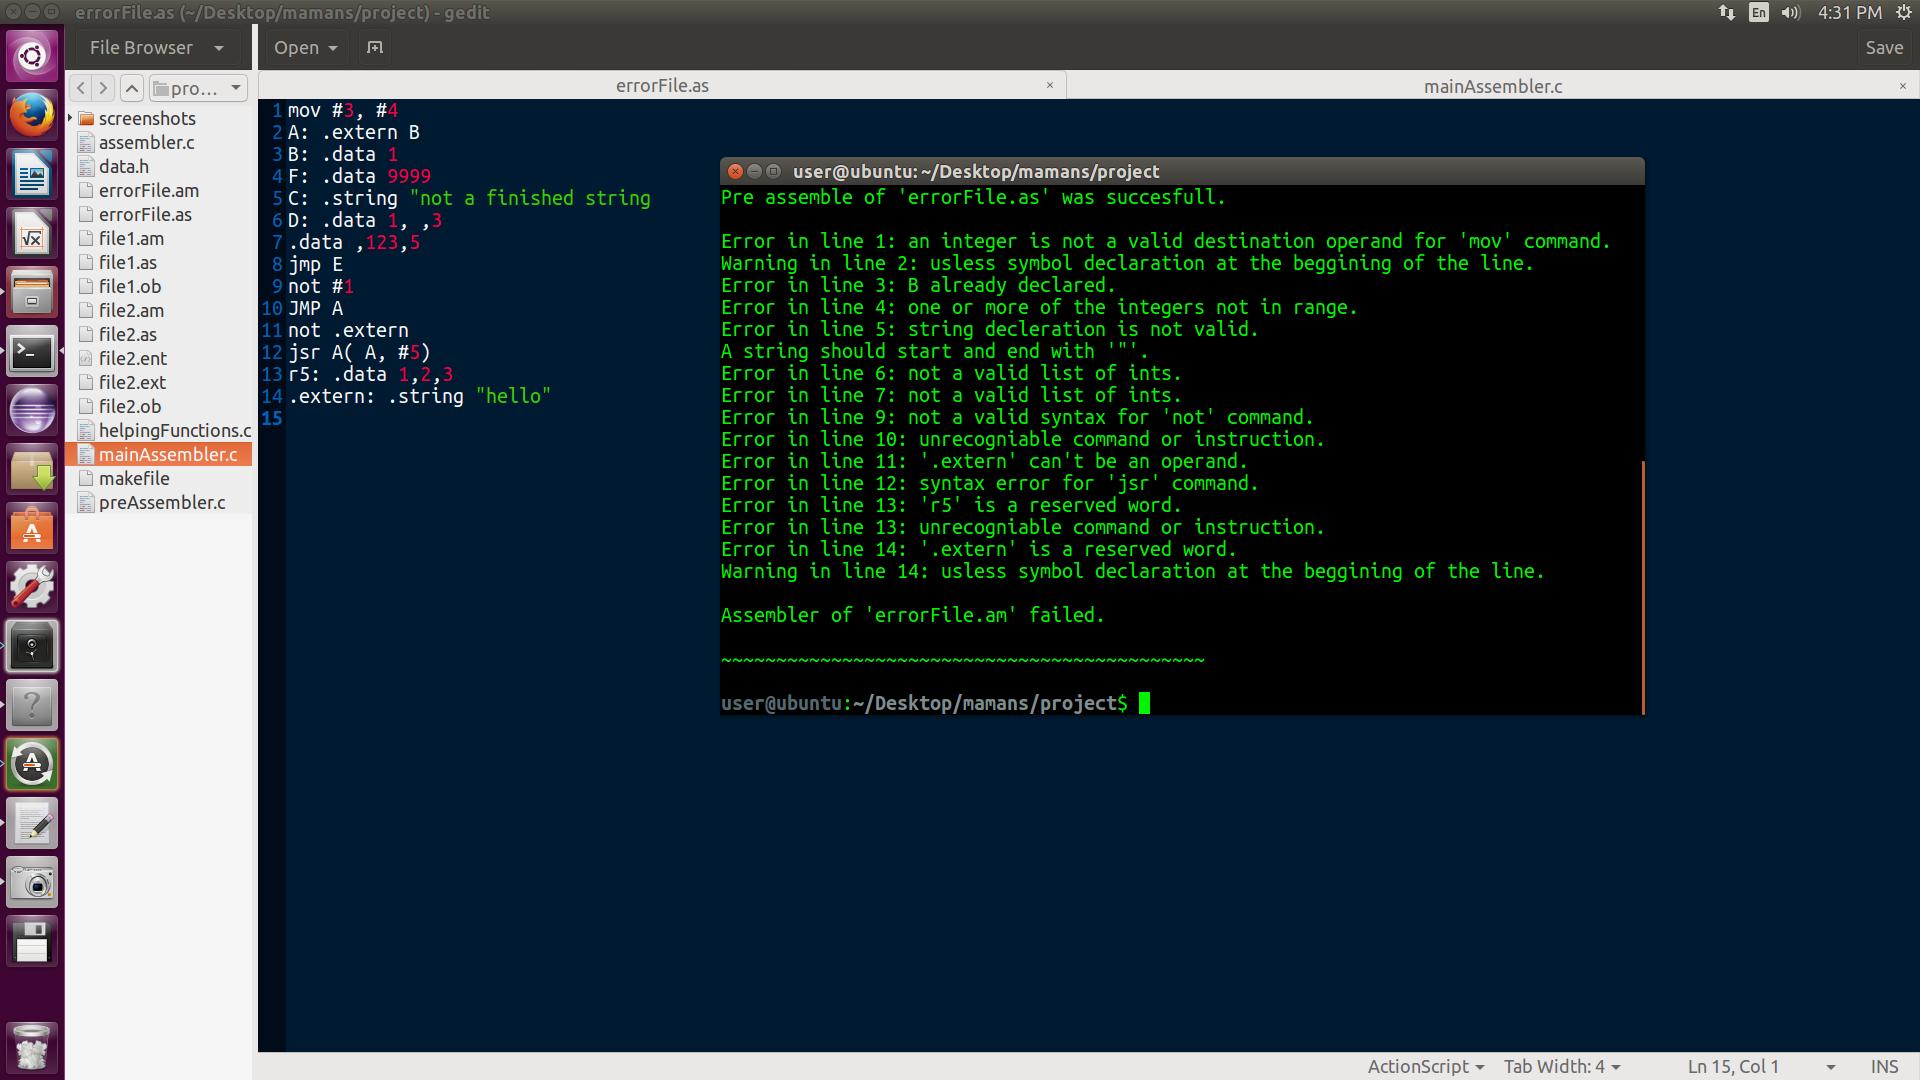 errorFile.as (~/Desktop/mamans/project) - gedit
En
4:31 PM
File Browser
Open
Save
pro...
errorFile.as
×
mainAssembler.c
×
screenshots
assembler.c
data.h
errorFile.am
errorFile.as
file1.am
file1.as
file1.ob
file2.am
file2.as
file2.ent
file2.ext
file2.ob
helpingFunctions.c
mainAssembler.c
makefile
preAssembler.c
1 mov #3, #4
2 A: .extern B
3 B: .data 1
4 F: .data 9999
5 C: .string "not a finished string
6 D: .data 1, ,3
7 .data ,123,5
8 jmp E
9 not #1
10 JMP A
11 not .extern
12 jsr A( A, #5)
13 r5: .data 1,2,3
14 .extern: .string "hello"
15
user@ubuntu: ~/Desktop/mamans/project
Pre assemble of 'errorFile.as' was succesfull.
Error in line 1: an integer is not a valid destination operand for 'mov' command.
Warning in line 2: usless symbol declaration at the beggining of the line.
Error in line 3: B already declared.
Error in line 4: one or more of the integers not in range.
Error in line 5: string decleration is not valid.
A string should start and end with '"'.
Error in line 6: not a valid list of ints.
Error in line 7: not a valid list of ints.
Error in line 9: not a valid syntax for 'not' command.
Error in line 10: unrecogniable command or instruction.
Error in line 11: '.extern' can't be an operand.
Error in line 12: syntax error for 'jsr' command.
Error in line 13: 'r5' is a reserved word.
Error in line 13: unrecogniable command or instruction.
Error in line 14: '.extern' is a reserved word.
Warning in line 14: usless symbol declaration at the beggining of the line.
Assembler of 'errorFile.am' failed.
~~~~~~~~~~~~~~~~~~~~~~~~~~~~~~~~~~~~~~~~~~~~
user@ubuntu:~/Desktop/mamans/project$
ActionScript
Tab Width: 4
Ln 15, Col 1
INS